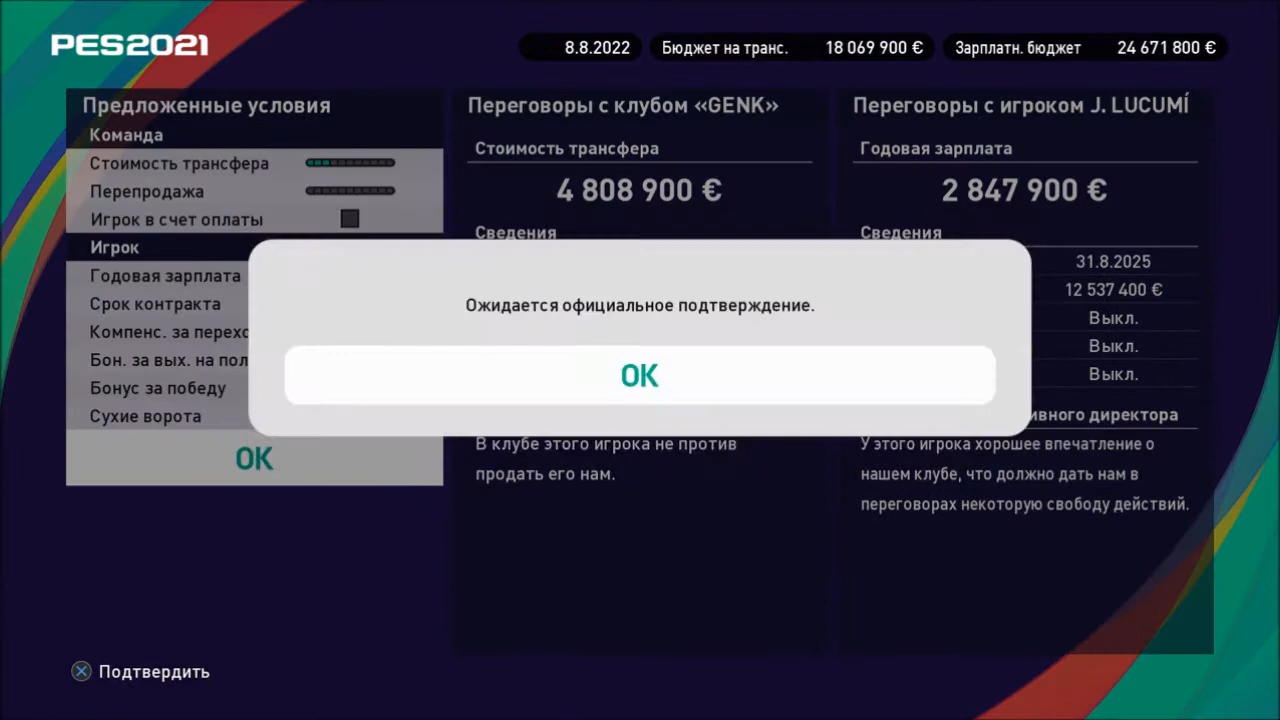 PES2021
8.8.2022
Бюджет на транс. 18 069 900 €
Зарплатн. бюджет 24 671 800 €
Предложенные условия
Команда
Стоимость трансфера
Перепродажа
Игрок в счет оплаты
Игрок
Годовая зарплата
Срок контракта
Компенс. за перехо
Бон. за вых. на пол
Бонус за победу
Сухие ворота
OK
Переговоры с клубом «GENK»
Стоимость трансфера
4 808 900 €
Сведения
В клубе этого игрока не против
продать его нам.
Переговоры с игроком J. LUCUMÍ
Годовая зарплата
2 847 900 €
Сведения
31.8.2025
12 537 400 €
Выкл.
Выкл.
Выкл.
ивного директора
У этого игрока хорошее впечатление о
нашем клубе, что должно дать нам в
переговорах некоторую свободу действий.
Ожидается официальное подтверждение.
OK
Подтвердить